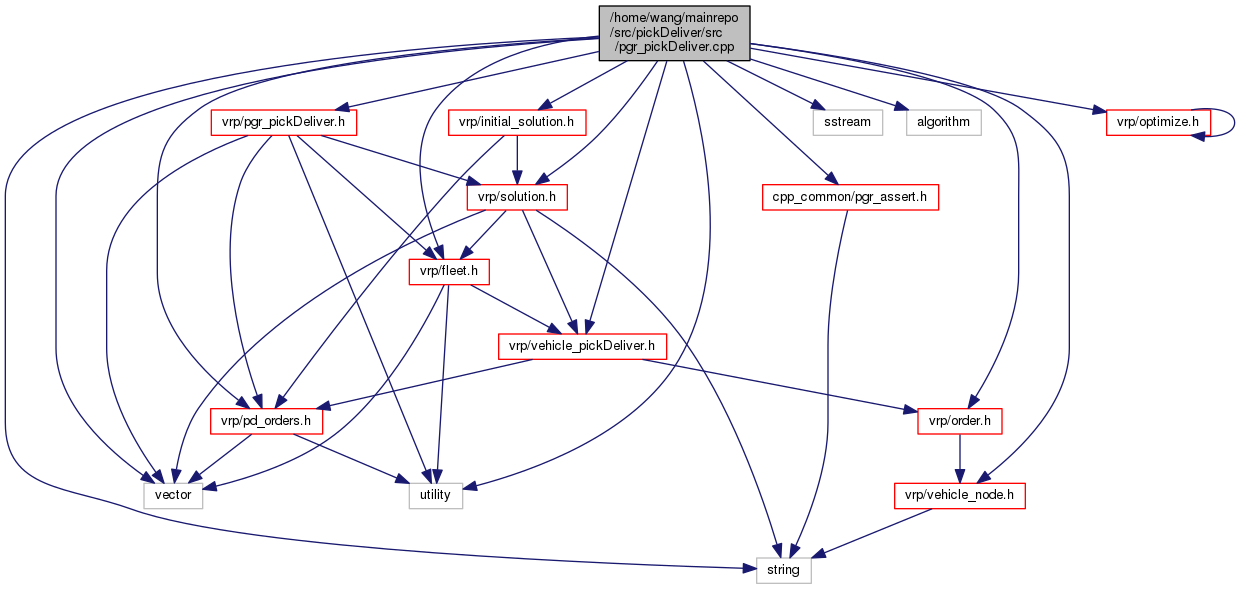 /home/wang/mainrepo
/src/pickDeliver/src
/pgr_pickDeliver.cpp
vrp/pgr_pickDeliver.h
vrp/initial_solution.h
sstream
algorithm
vrp/optimize.h
vrp/solution.h
cpp_common/pgr_assert.h
vrp/fleet.h
vrp/vehicle_pickDeliver.h
vrp/pd_orders.h
vrp/order.h
vector
utility
vrp/vehicle_node.h
string